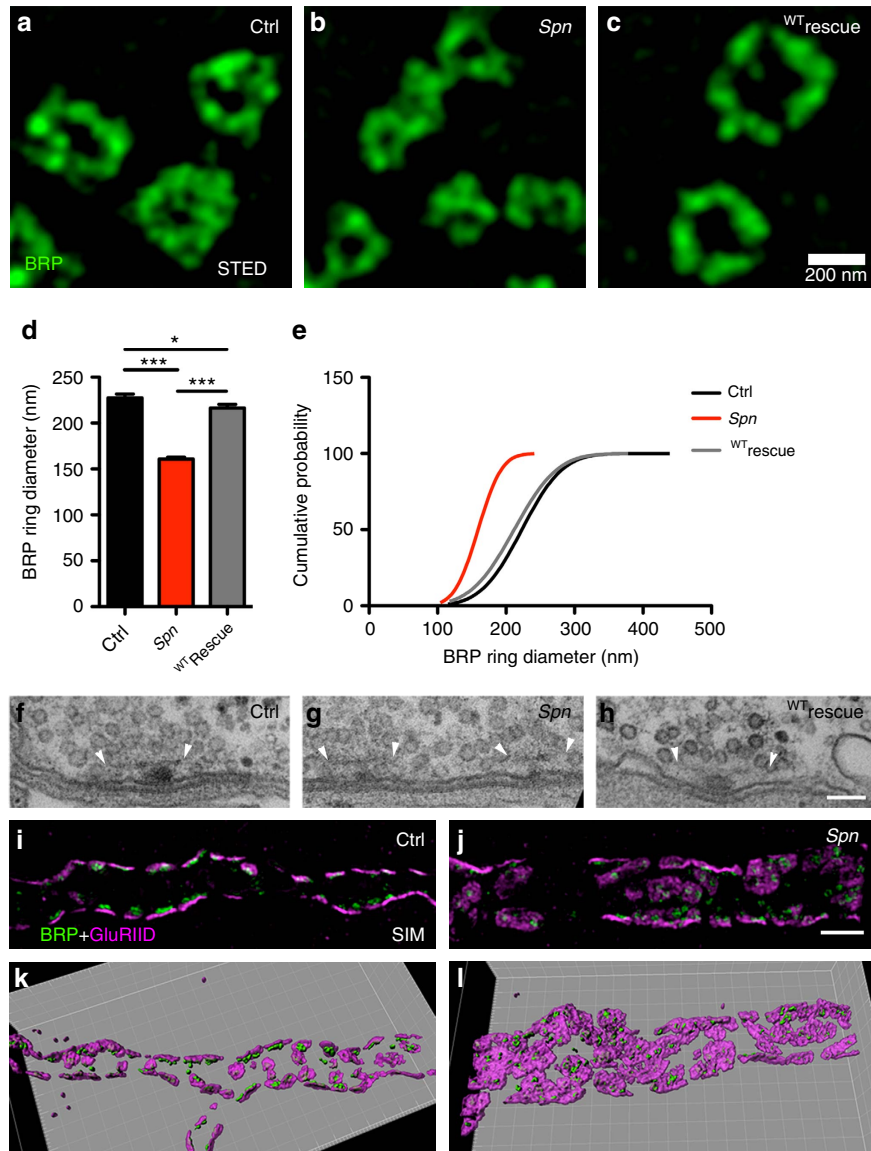 a Ctrl
BRP STED
b Spn
c WTrescue
200 nm
d
* 
*** 
***
BRP ring diameter (nm)
250
200
150
100
50
0
Ctrl
Spn
WTRescue
e
Cumulative probability
150
100
50
0
0 100 200 300 400 500
BRP ring diameter (nm)
Ctrl
Spn
WTrescue
f Ctrl
g Spn
h WTrescue
i Ctrl
BRP+GluRIID SIM
j Spn
k
l